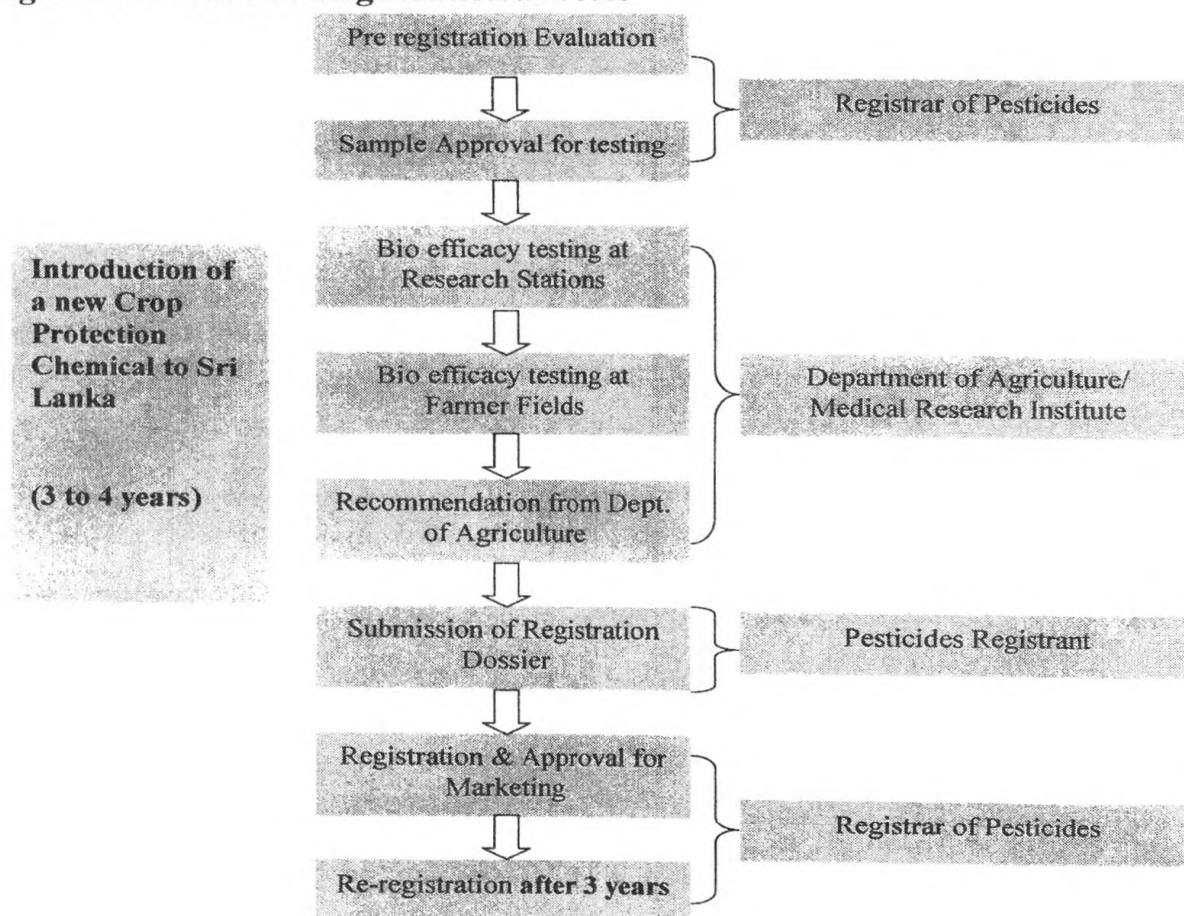 Pre registration Evaluation
Registrar of Pesticides
Sample Approval for testing
Introduction of
a new Crop
Protection
Chemical to Sri
Lanka
(3 to 4 years)
Bio efficacy testing at
Research Stations
Bio efficacy testing at
Farmer Fields
Department of Agriculture/
Medical Research Institute
Recommendation from Dept.
of Agriculture
Submission of Registration
Dossier
Pesticides Registrant
Registration & Approval for
Marketing
Registrar of Pesticides
Re-registration after 3 years